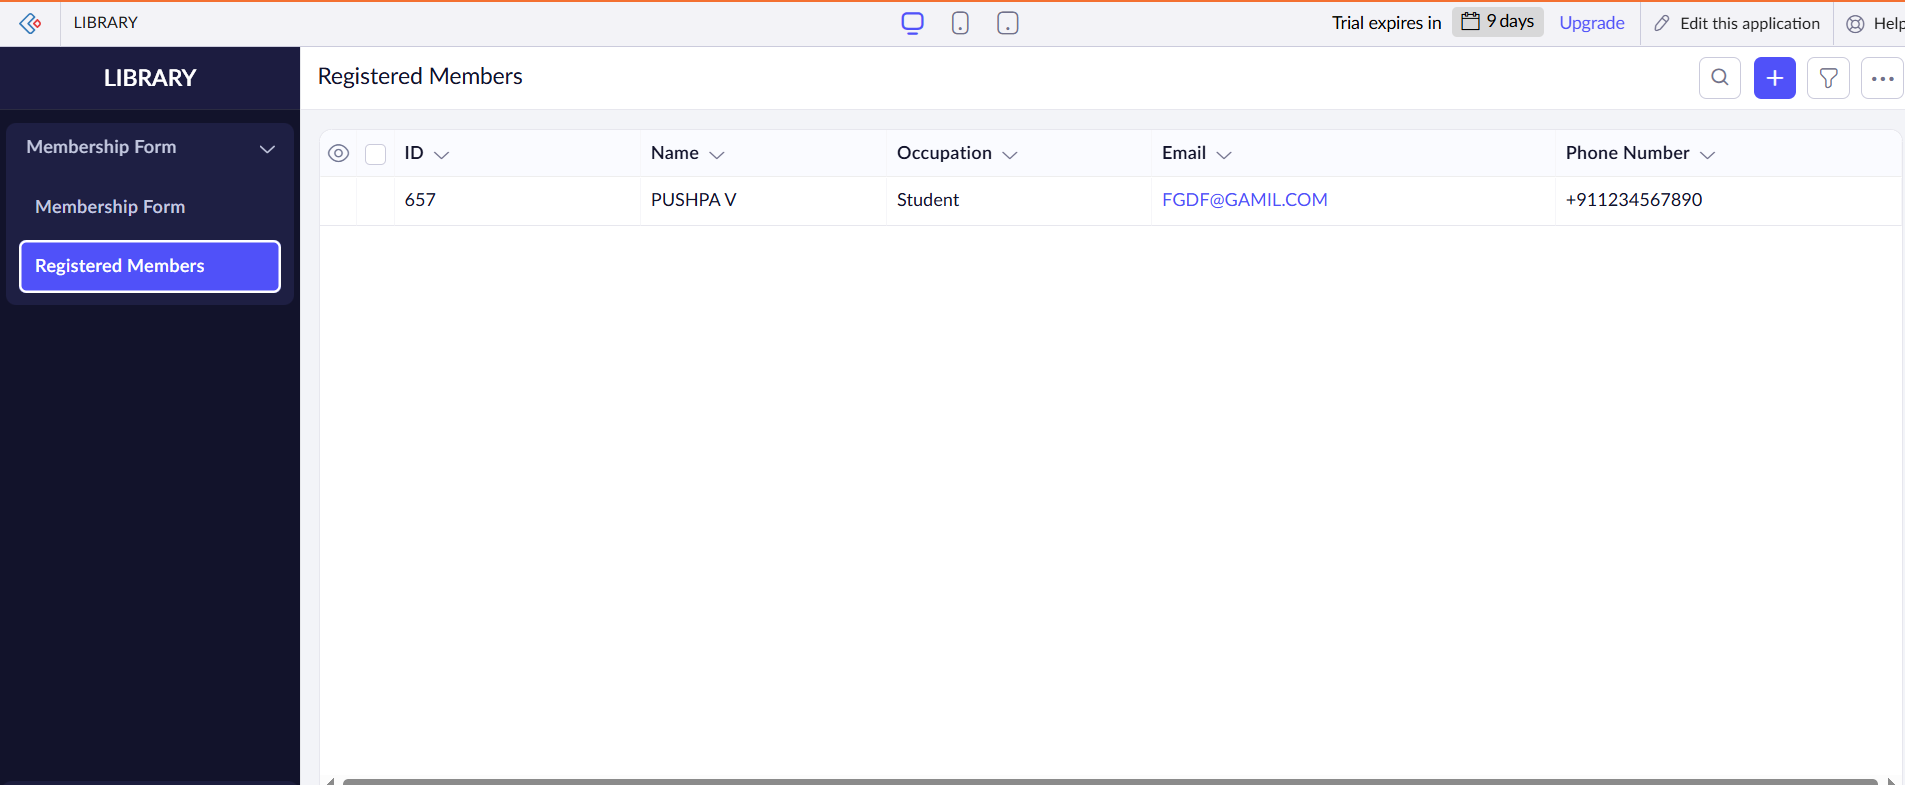 LIBRARY
Trial expires in 9 days Upgrade Edit this application Help
LIBRARY
Registered Members
Membership Form
Membership Form
Registered Members
ID Name Occupation Email Phone Number
657 PUSHPA V Student FGDF@GAMIL.COM +911234567890